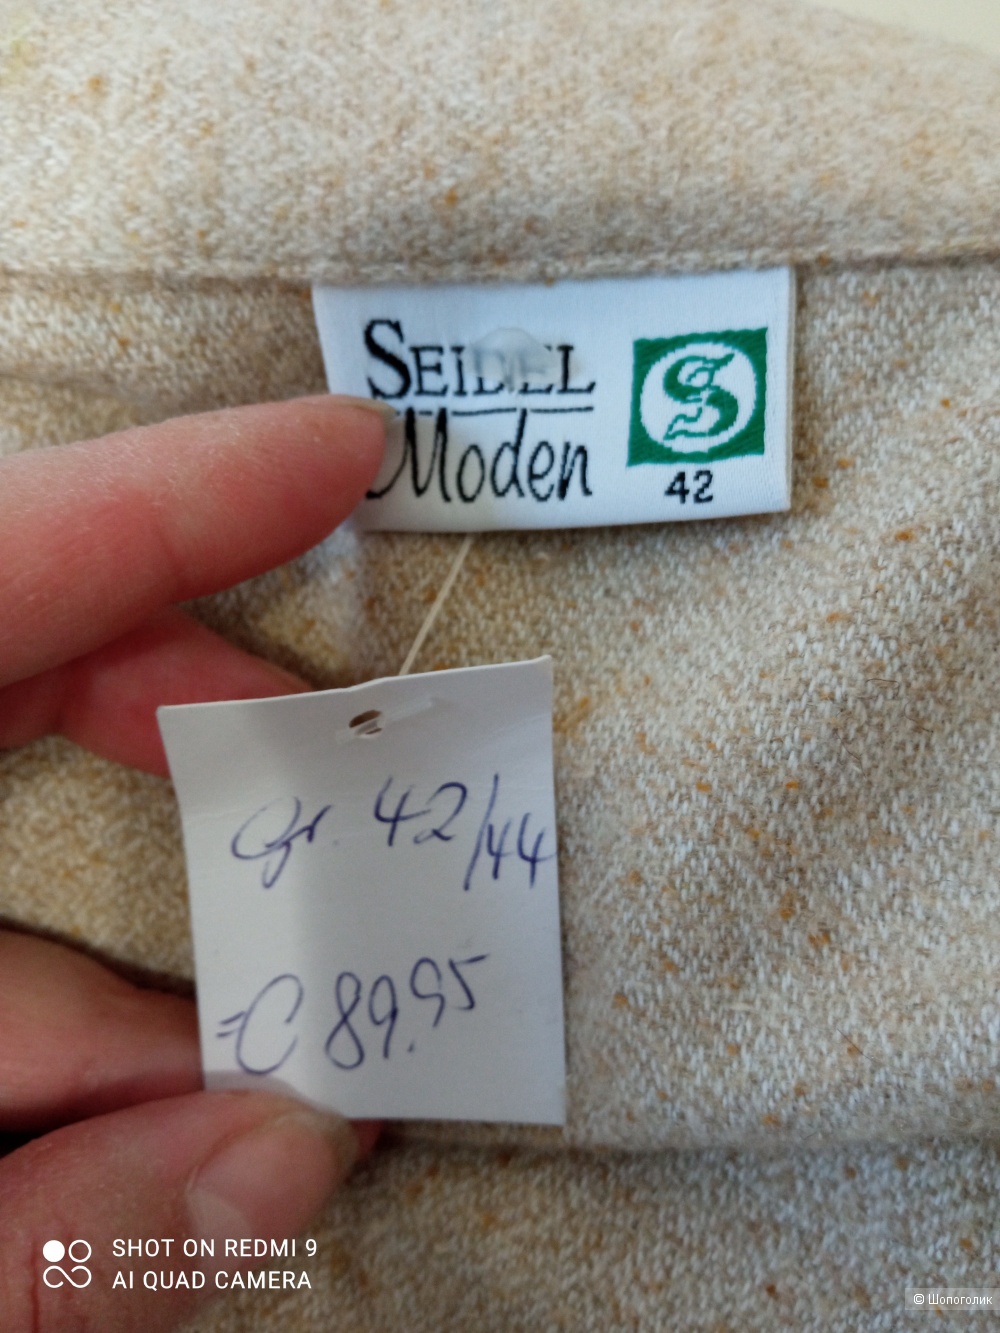 SEIDEL
Moden
S
42
Gr. 42/44
€ 89.95
SHOT ON REDMI 9
AI QUAD CAMERA
© Шопоголик